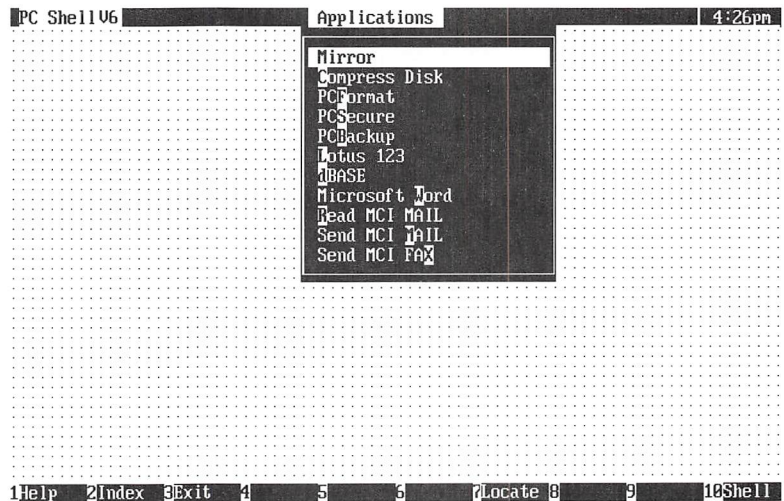 PC Shell V6 Applications 4:26pm
Mirror
Compress Disk
PCFormat
PCSecure
PCBackup
Lotus 123
dBASE
Microsoft Word
Read MCI MAIL
Send MCI MAIL
Send MCI FAX
1Help 2Index 3Exit 4 5 6 7Locate 8 9 10Shell